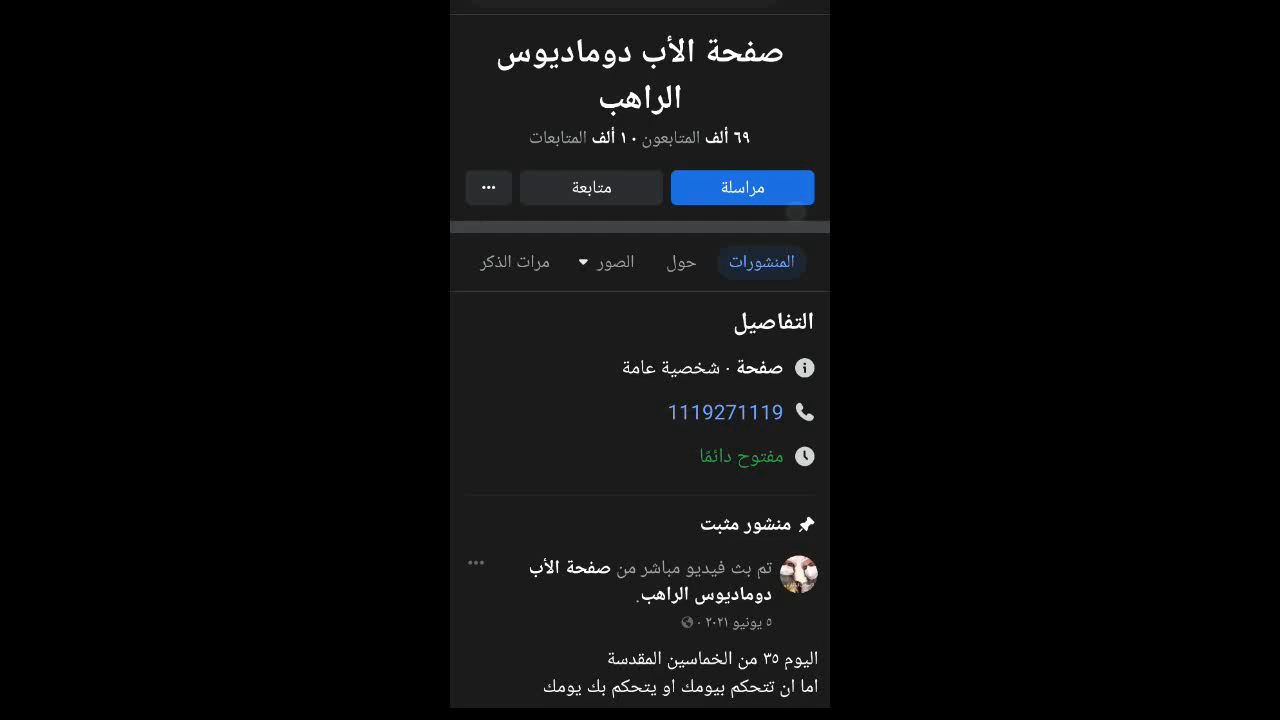 صفحة الأب دوماديوس
الراهب
٦٩ ألف المتابعون ١٠ ألف المتابعات
مراسلة
متابعة
المنشورات
حول
الصور
مرات الذكر
التفاصيل
صفحة · شخصية عامة
1119271119
مفتوح دائمًا
منشور مثبت
تم بث فيديو مباشر من صفحة الأب
دوماديوس الراهب.
٥ يونيو ٢٠٢١ ·
اليوم ٣٥ من الخماسين المقدسة
اما ان تتحكم بيومك او يتحكم بك يومك